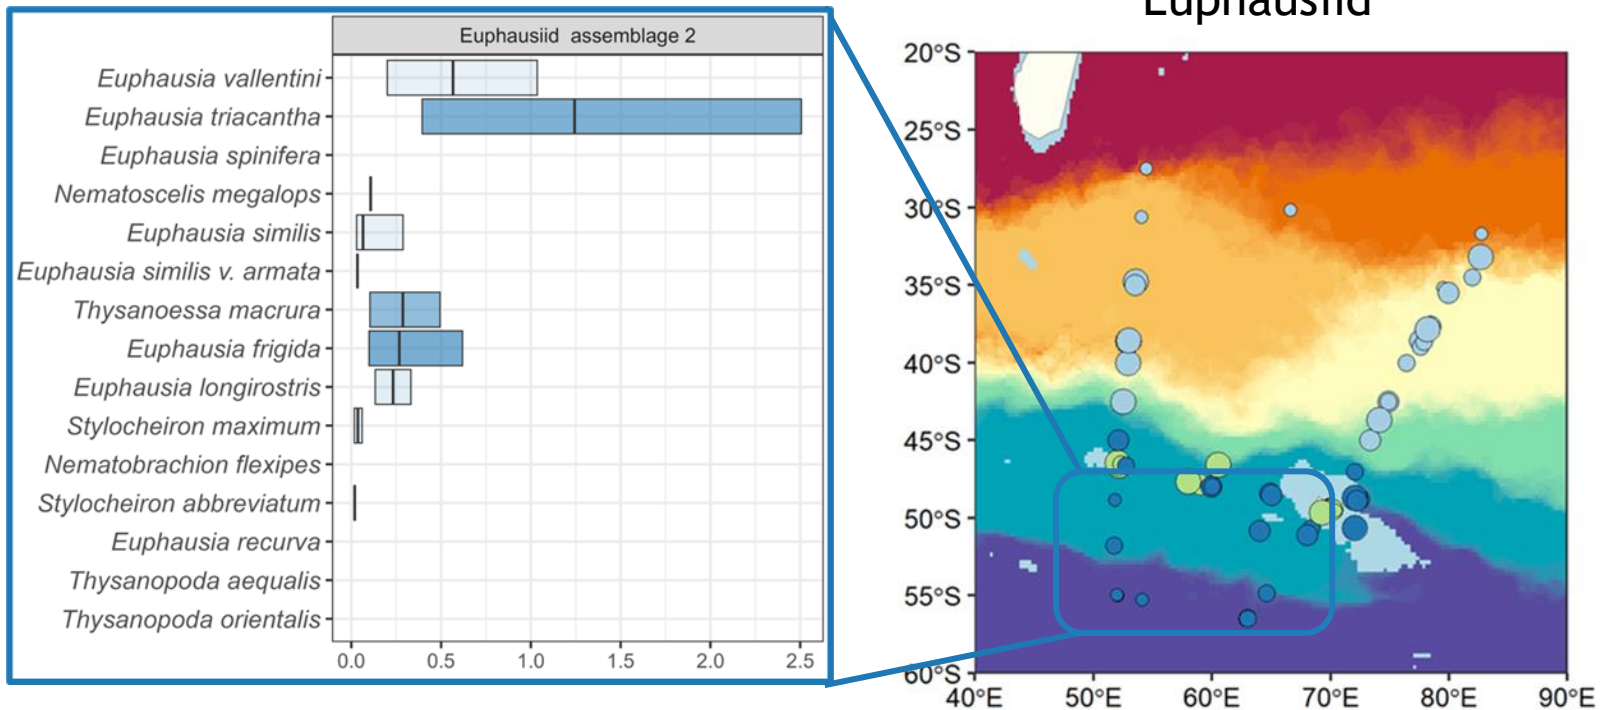 Euphausiid
Euphausiid assemblage 2
Euphausia vallentini
Euphausia triacantha
Euphausia spinifera
Nematoscelis megalops
Euphausia similis
Euphausia similis v. armata
Thysanoessa macrura
Euphausia frigida
Euphausia longirostris
Stylocheiron maximum
Nematobrachion flexipes
Stylocheiron abbreviatum
Euphausia recurva
Thysanopoda aequalis
Thysanopoda orientalis
0.0 0.5 1.0 1.5 2.0 2.5
20°S
25°S
30°S
35°S
40°S
45°S
50°S
55°S
60°S
40°E 50°E 60°E 70°E 80°E 90°E